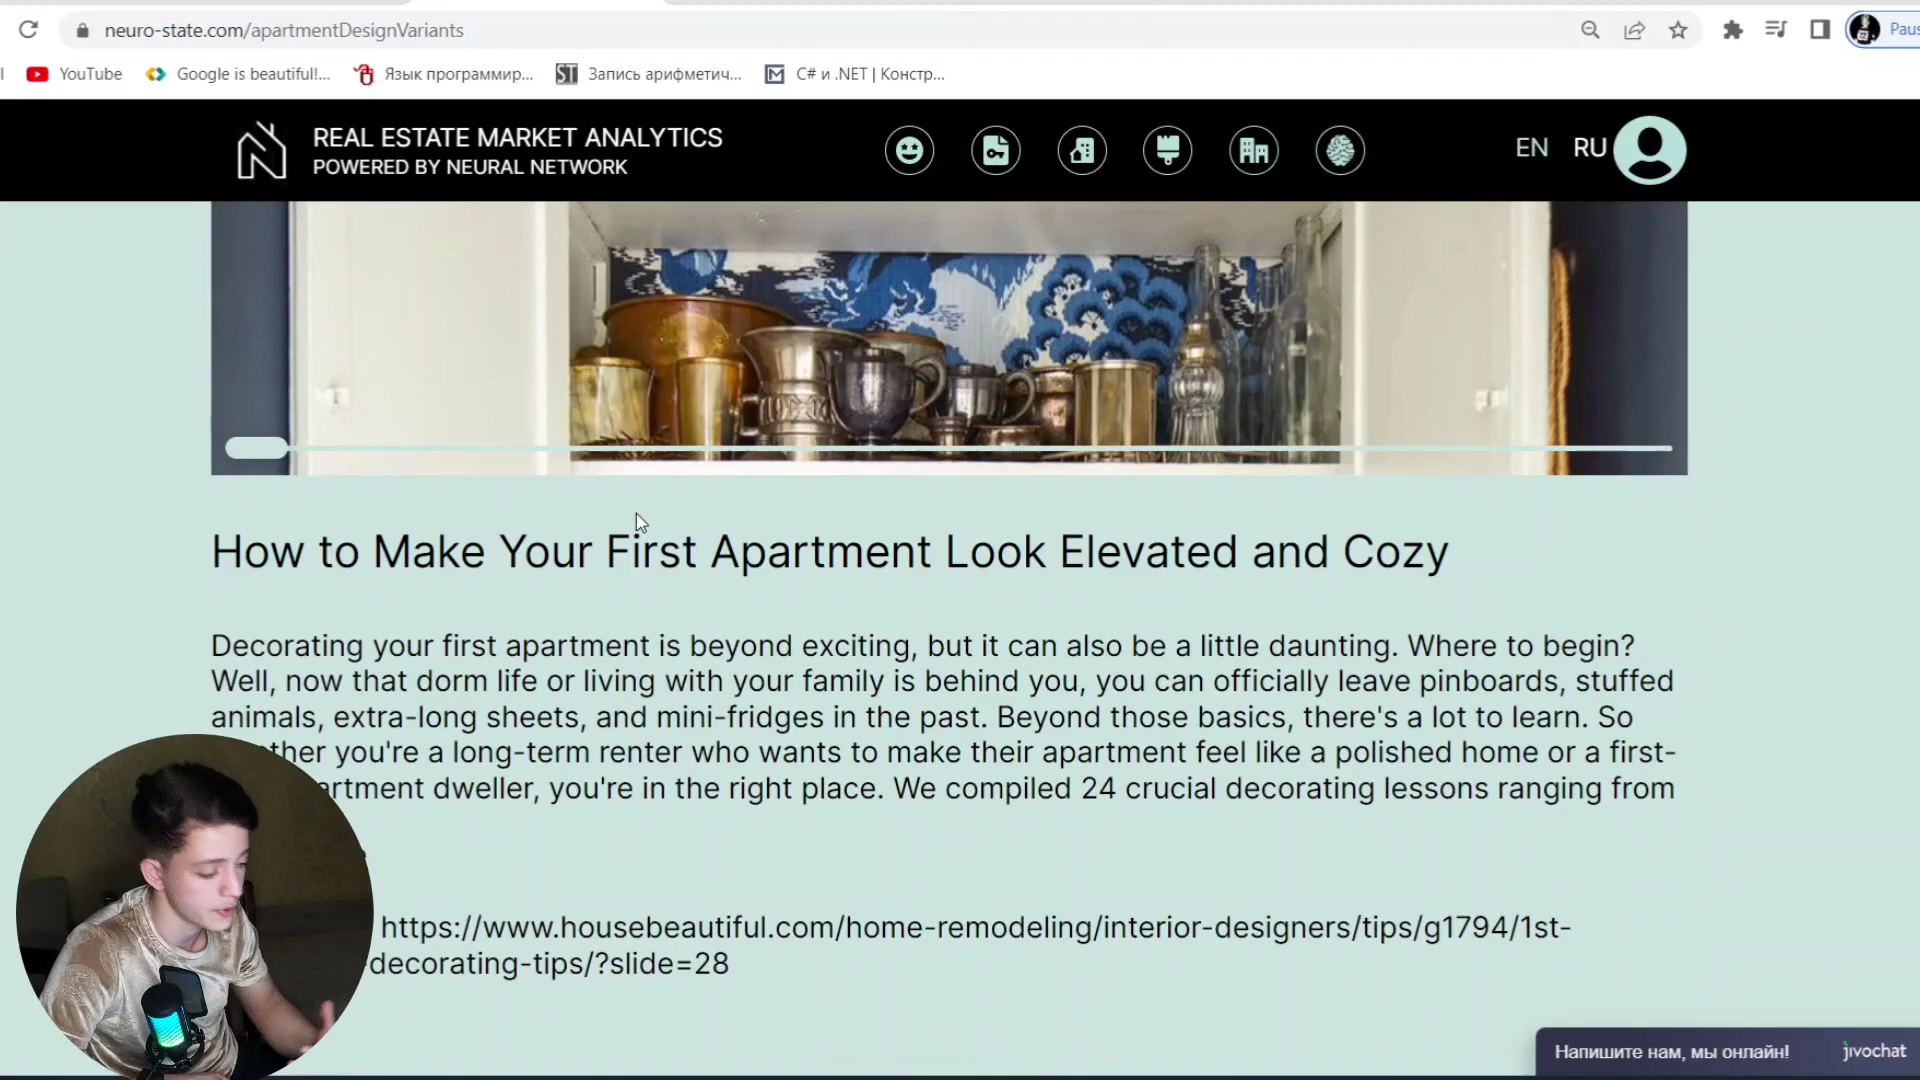 neuro-state.com/apartmentDesignVariants
Paus
YouTube
Google is beautiful!...
Язык программир...
ST
Запись арифметич...
C# и .NET | Констр...
REAL ESTATE MARKET ANALYTICS
POWERED BY NEURAL NETWORK
EN
RU
How to Make Your First Apartment Look Elevated and Cozy
Decorating your first apartment is beyond exciting, but it can also be a little daunting. Where to begin?
Well, now that dorm life or living with your family is behind you, you can officially leave pinboards, stuffed
animals, extra-long sheets, and mini-fridges in the past. Beyond those basics, there's a lot to learn. So
ther you're a long-term renter who wants to make their apartment feel like a polished home or a first-
artment dweller, you're in the right place. We compiled 24 crucial decorating lessons ranging from
https://www.housebeautiful.com/home-remodeling/interior-designers/tips/g1794/1st-
-decorating-tips/?slide=28
Напишите нам, мы онлайн!
jivochat